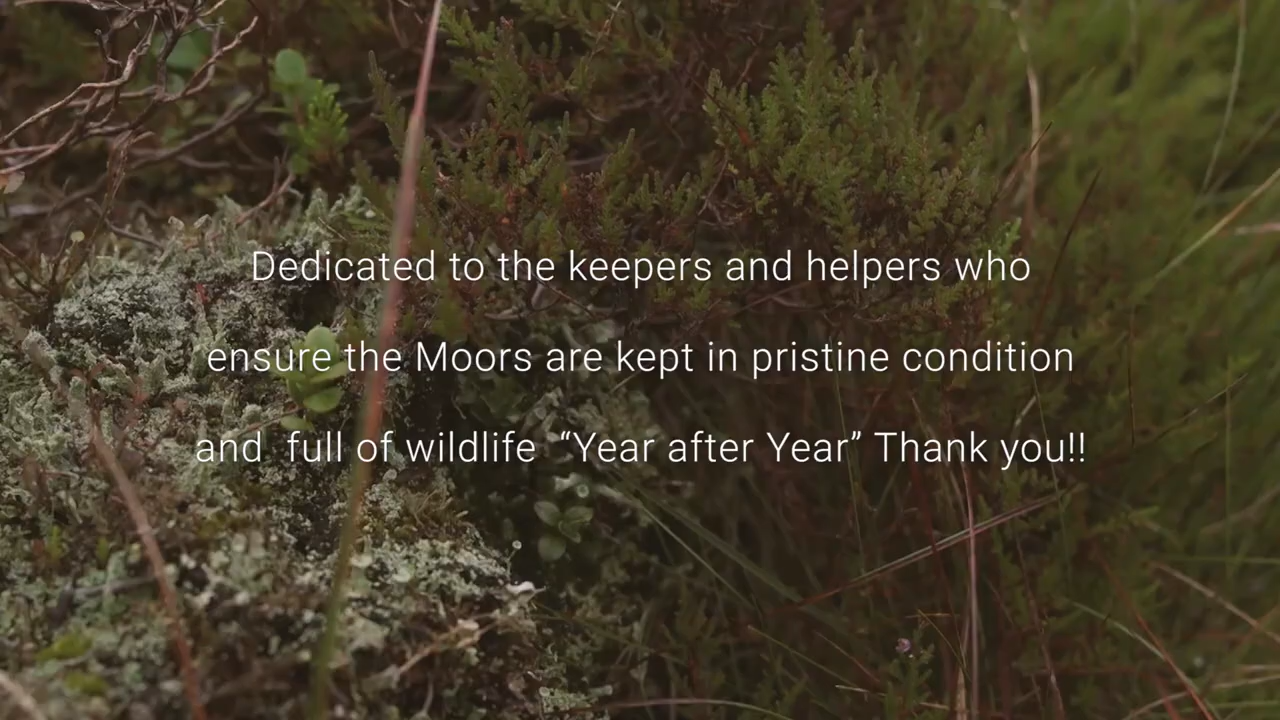 Dedicated to the keepers and helpers who
ensure the Moors are kept in pristine condition
and  full of wildlife  “Year after Year” Thank you!!